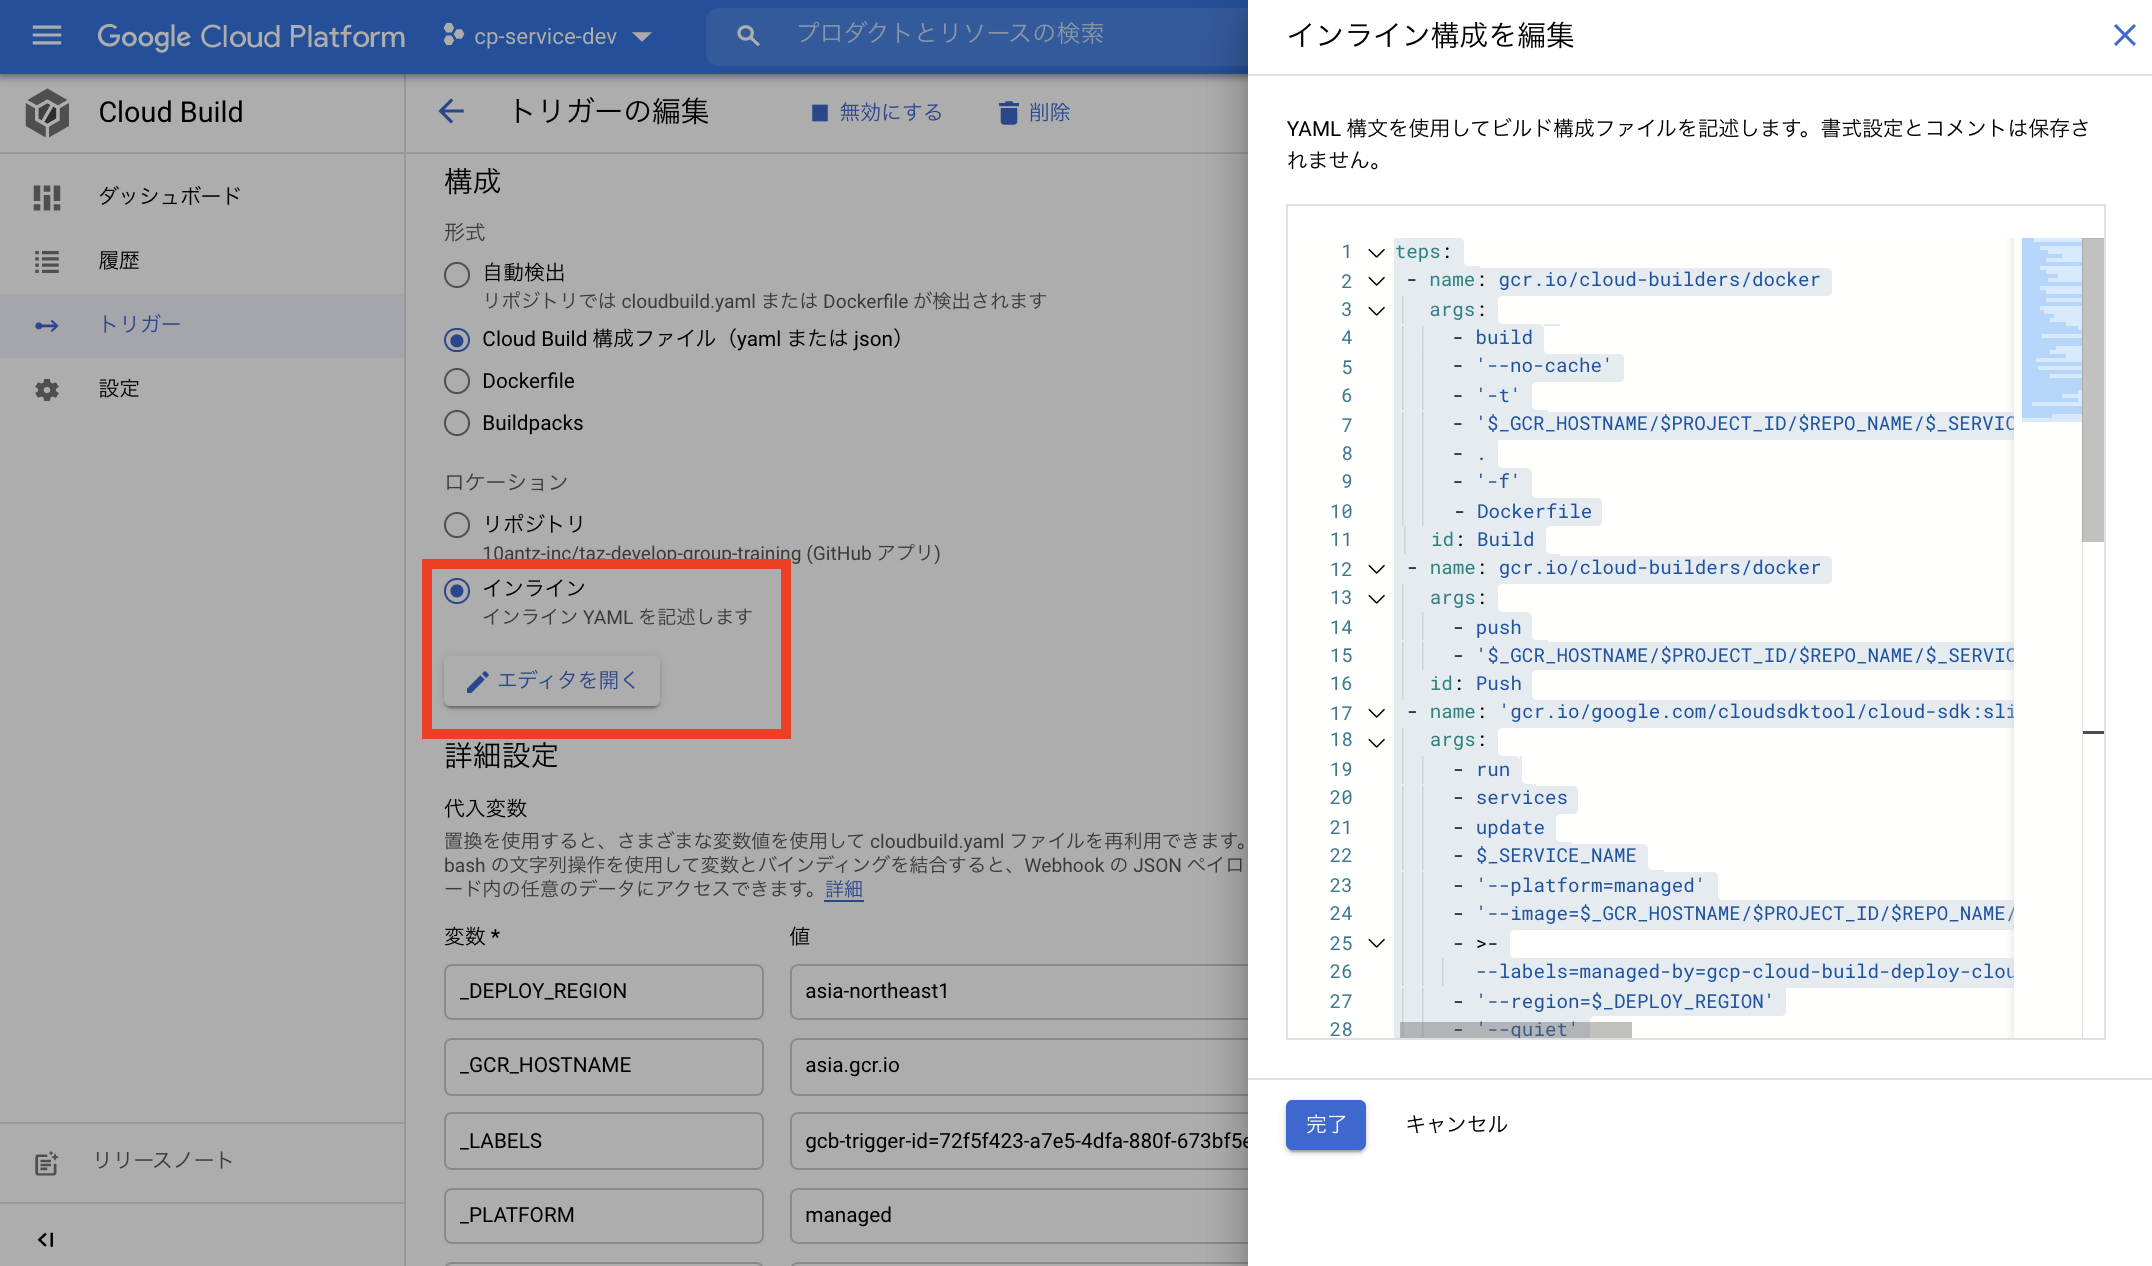 Google Cloud Platform
cp-service-dev
プロダクトとリソースの検索
Cloud Build
ダッシュボード
履歴
トリガー
設定
リリースノート
トリガーの編集
無効にする
削除
構成
形式
自動検出
リポジトリでは cloudbuild.yaml または Dockerfile が検出されます
Cloud Build 構成ファイル（yaml または json）
Dockerfile
Buildpacks
ロケーション
リポジトリ
10antz-inc/taz-develop-group-training (GitHub アプリ)
インライン
インライン YAML を記述します
エディタを開く
詳細設定
代入変数
置換を使用すると、さまざまな変数値を使用して cloudbuild.yaml ファイルを再利用できます。
bash の文字列操作を使用して変数とバインディングを結合すると、Webhook の JSON ペイロ
ード内の任意のデータにアクセスできます。詳細
変数 * 値
_DEPLOY_REGION asia-northeast1
_GCR_HOSTNAME asia.gcr.io
_LABELS gcb-trigger-id=72f5f423-a7e5-4dfa-880f-673bf5e
_PLATFORM managed
インライン構成を編集
YAML 構文を使用してビルド構成ファイルを記述します。書式設定とコメントは保存さ
れません。
1 teps:
2 - name: gcr.io/cloud-builders/docker
3 args:
4 - build
5 - '--no-cache'
6 - '-t'
7 - '$_GCR_HOSTNAME/$PROJECT_ID/$REPO_NAME/$_SERVIC
8 - .
9 - '-f'
10 - Dockerfile
11 id: Build
12 - name: gcr.io/cloud-builders/docker
13 args:
14 - push
15 - '$_GCR_HOSTNAME/$PROJECT_ID/$REPO_NAME/$_SERVIC
16 id: Push
17 - name: 'gcr.io/google.com/cloudsdktool/cloud-sdk:sli
18 args:
19 - run
20 - services
21 - update
22 - $_SERVICE_NAME
23 - '--platform=managed'
24 - '--image=$_GCR_HOSTNAME/$PROJECT_ID/$REPO_NAME/
25 - >-
26 --labels=managed-by=gcp-cloud-build-deploy-clou
27 - '--region=$_DEPLOY_REGION'
28 - '--quiet'
完了
キャンセル